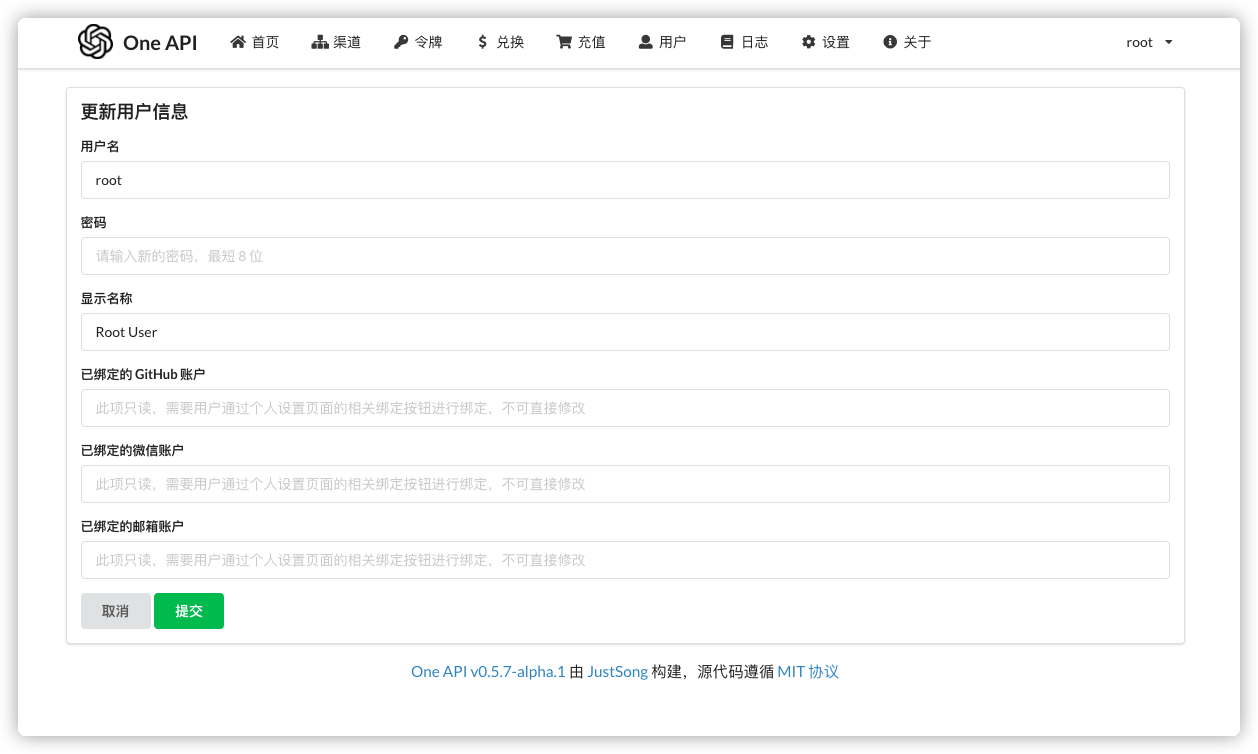 One API 首页 渠道 令牌 兑换 充值 用户 日志 设置 关于 root
更新用户信息
用户名
root
密码
请输入新的密码，最短 8 位
显示名称
Root User
已绑定的 GitHub 账户
此项只读，需要用户通过个人设置页面的相关绑定按钮进行绑定，不可直接修改
已绑定的微信账户
此项只读，需要用户通过个人设置页面的相关绑定按钮进行绑定，不可直接修改
已绑定的邮箱账户
此项只读，需要用户通过个人设置页面的相关绑定按钮进行绑定，不可直接修改
取消 提交
One API v0.5.7-alpha.1 由 JustSong 构建，源代码遵循 MIT 协议